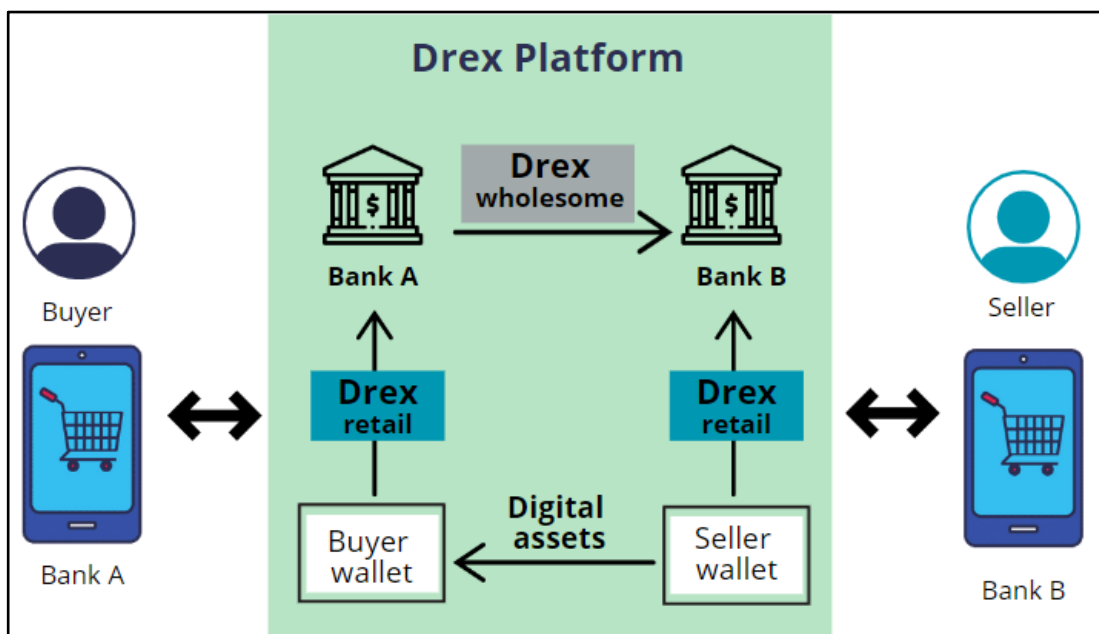 Drex Platform
Drex
wholesome
$
$
Bank A
Bank B
Buyer
Seller
Drex
retail
Drex
retail
Digital
assets
Buyer
wallet
Seller
wallet
Bank A
Bank B